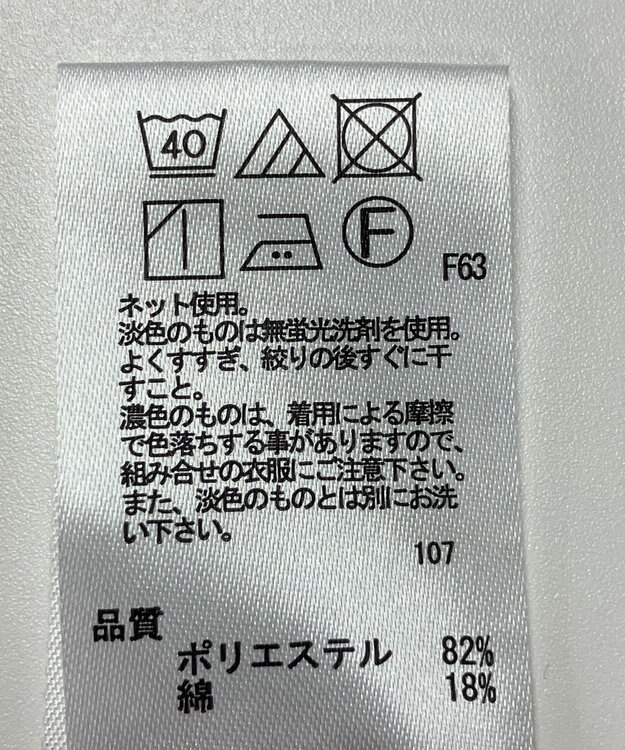 40
F
F63
ネット使用。
淡色のものは無蛍光洗剤を使用。
よくすすぎ、絞りの後すぐに干
すこと。
濃色のものは、着用による摩擦
で色落ちする事がありますので、
組み合せの衣服にご注意下さい。
また、淡色のものとは別にお洗
い下さい。
107
品質
ポリエステル 82%
綿 18%